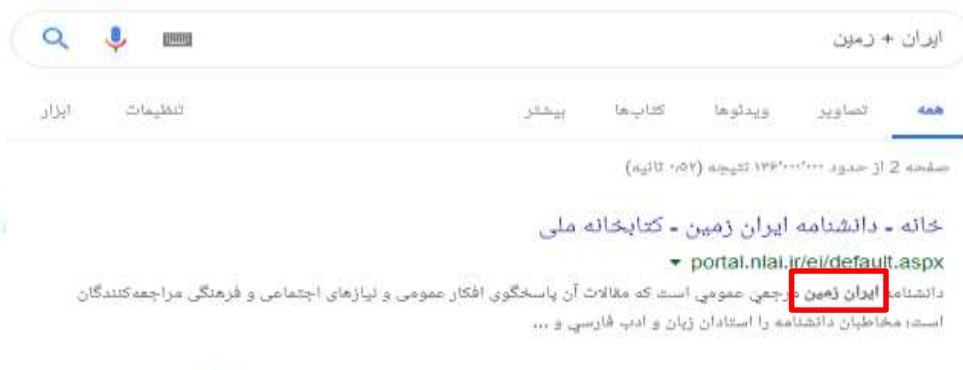 ایران + زمین
همه تصاویر ویدئوها کتاب‌ها بیشتر تنظیمات ابزار
صفحه 2 از حدود ۱۳۶٬۰۰۰٬۰۰۰ نتیجه (۰٫۵۲ ثانیه)
خانه - دانشنامه ایران زمین - کتابخانه ملی
portal.nlai.ir/ei/default.aspx
دانشنامه ایران زمین مرجعی عمومي است که مقالات آن پاسخگوی افکار عمومی و نیازهای اجتماعی و فرهنگی مراجعه‌کنندگان
است؛ مخاطبان دانشنامه را استادان زبان و ادب فارسي و ...